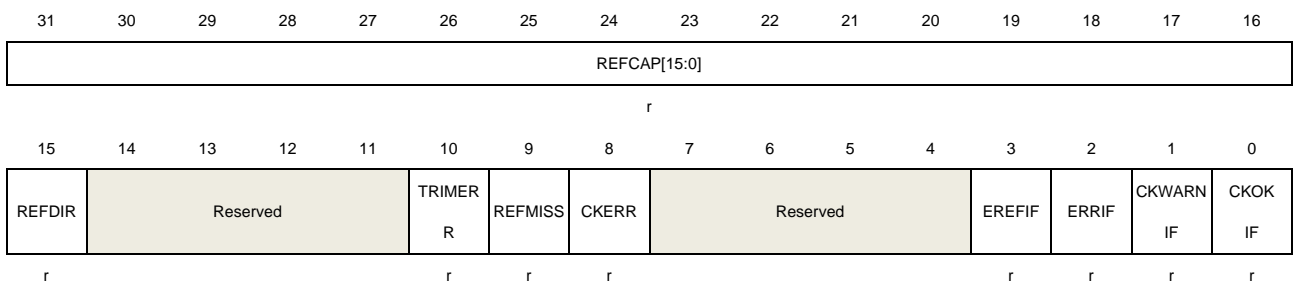 31 30 29 28 27 26 25 24 23 22 21 20 19 18 17 16
REFCAP[15:0]
r
15 14 13 12 11 10 9 8 7 6 5 4 3 2 1 0
REFDIR Reserved TRIMER R REFMISS CKERR Reserved EREFIF ERRIF CKWARN IF CKOK IF
r r r r r r r r